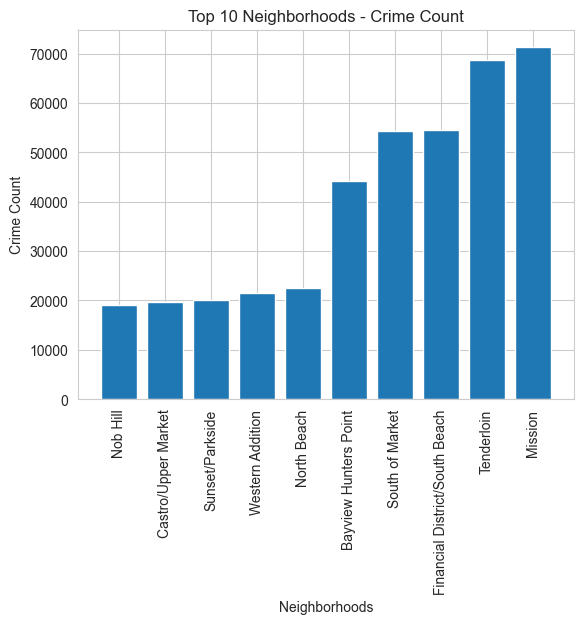 Top 10 Neighborhoods - Crime Count
Crime Count
70000
60000
50000
40000
30000
20000
10000
0
Nob Hill
Castro/Upper Market
Sunset/Parkside
Western Addition
North Beach
Bayview Hunters Point
South of Market
Financial District/South Beach
Tenderloin
Mission
Neighborhoods